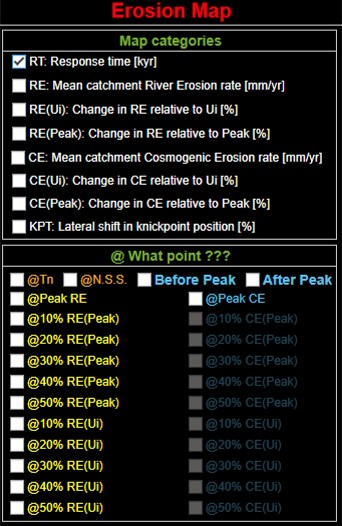 Erosion Map
Map categories
RT: Response time [kyr]
RE: Mean catchment River Erosion rate [mm/yr]
RE(Ui): Change in RE relative to Ui [%]
RE(Peak): Change in RE relative to Peak [%]
CE: Mean catchment Cosmogenic Erosion rate [mm/yr]
CE(Ui): Change in CE relative to Ui [%]
CE(Peak): Change in CE relative to Peak [%]
KPT: Lateral shift in knickpoint position [%]
@ What point ???
@Tn @N.S.S. Before Peak After Peak
@Peak RE @Peak CE
@10% RE(Peak) @10% CE(Peak)
@20% RE(Peak) @20% CE(Peak)
@30% RE(Peak) @30% CE(Peak)
@40% RE(Peak) @40% CE(Peak)
@50% RE(Peak) @50% CE(Peak)
@10% RE(Ui) @10% CE(Ui)
@20% RE(Ui) @20% CE(Ui)
@30% RE(Ui) @30% CE(Ui)
@40% RE(Ui) @40% CE(Ui)
@50% RE(Ui) @50% CE(Ui)